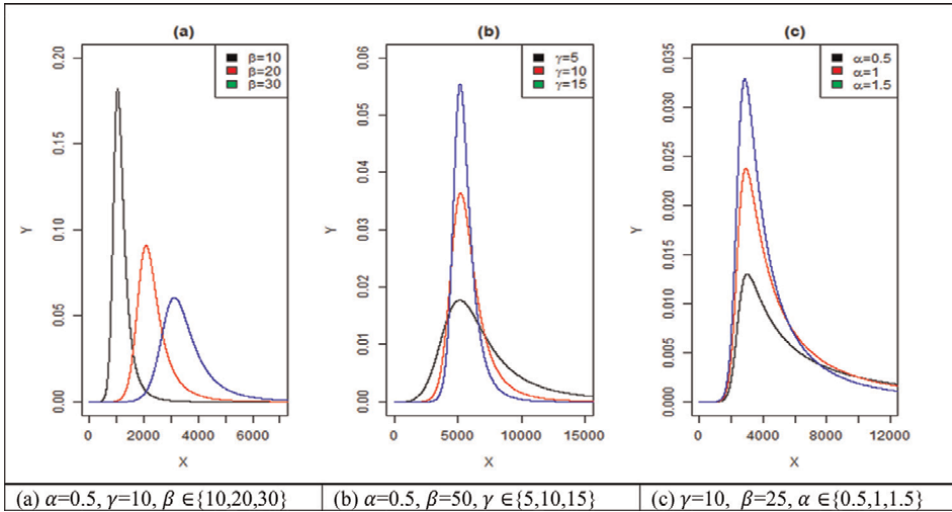 (a)
β=10
β=20
β=30
0.20
0.15
0.10
0.05
0.00
Y
0 2000 4000 6000
X
(b)
γ=5
γ=10
γ=15
0.06
0.05
0.04
0.03
0.02
0.01
0.00
Y
0 5000 10000 15000
X
(c)
α=0.5
α=1
α=1.5
0.035
0.030
0.025
0.020
0.015
0.010
0.005
0.000
Y
0 4000 8000 12000
X
(a) α=0.5, γ=10, β ∈{10,20,30}
(b) α=0.5, β=50, γ ∈{5,10,15}
(c) γ=10, β=25, α ∈{0.5,1,1.5}